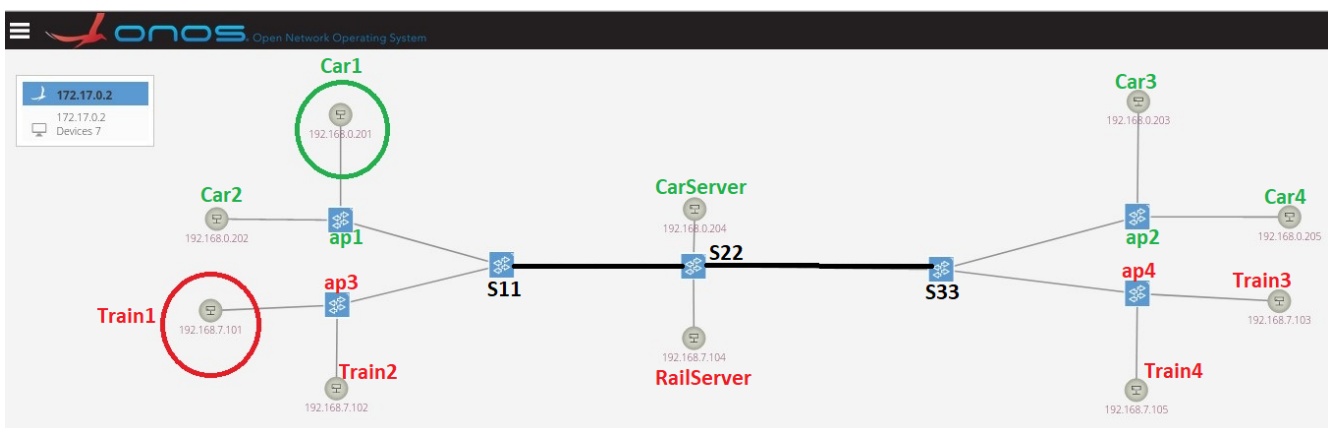 onos. Open Network Operating System
172.17.0.2
172.17.0.2
Devices 7
Car1
192.168.0.201
Car2
192.168.0.202
ap1
Train1
192.168.7.101
ap3
Train2
192.168.7.102
S11
CarServer
192.168.0.204
S22
192.168.7.104
RailServer
S33
Car3
192.168.0.203
ap2
Car4
192.168.0.205
ap4
Train3
192.168.7.103
Train4
192.168.7.105